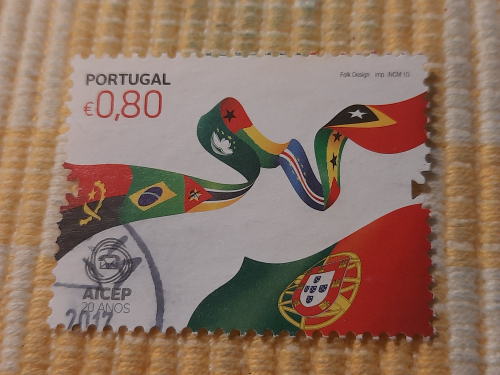 PORTUGAL
€0,80
Folk Design imp. INCM 10
AICEP
20 ANOS